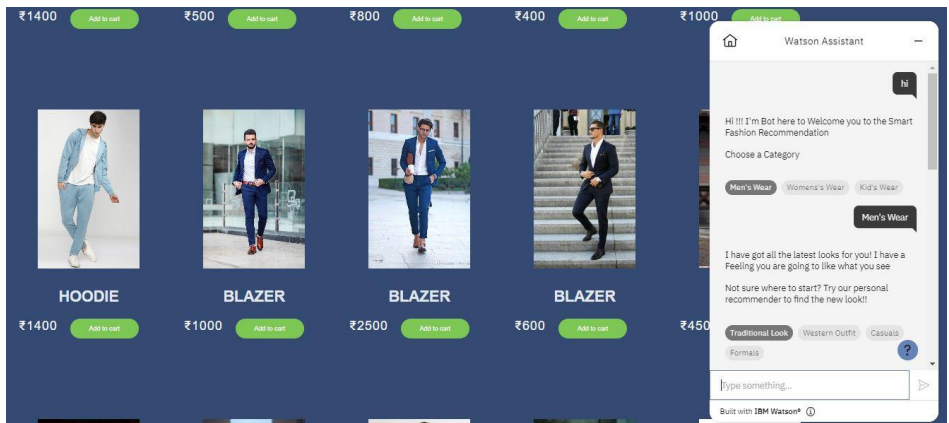 ₹1400 Add to cart
₹500 Add to cart
₹800 Add to cart
₹400 Add to cart
₹1000 Add to cart
HOODIE
₹1400 Add to cart
BLAZER
₹1000 Add to cart
BLAZER
₹2500 Add to cart
BLAZER
₹600 Add to cart
₹450
Watson Assistant
hi
Hi !!! I'm Bot here to Welcome you to the Smart
Fashion Recommendation
Choose a Category
Men's Wear Womens's Wear Kid's Wear
Men's Wear
I have got all the latest looks for you! I have a
Feeling you are going to like what you see
Not sure where to start? Try our personal
recommender to find the new look!!
Traditional Look Western Outfit Casuals
Formals
?
Type something...
Built with IBM Watson®